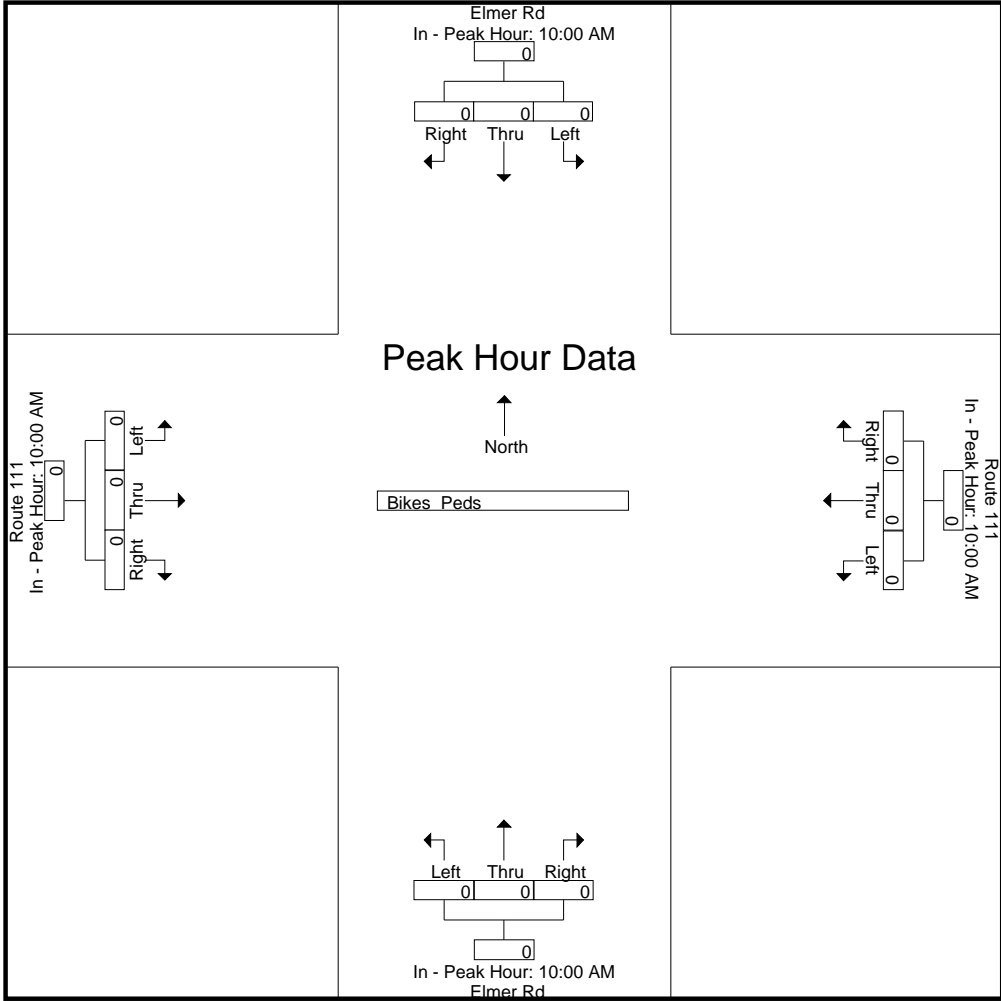 Elmer Rd
In - Peak Hour: 10:00 AM
0
0 0 0
Right Thru Left
Peak Hour Data
North
Bikes Peds
Route 111
In - Peak Hour: 10:00 AM
0
0 0 0
Left Thru Right
Route 111
In - Peak Hour: 10:00 AM
0
0 0 0
Right Thru Left
Left Thru Right
0 0 0
0
In - Peak Hour: 10:00 AM
Elmer Rd